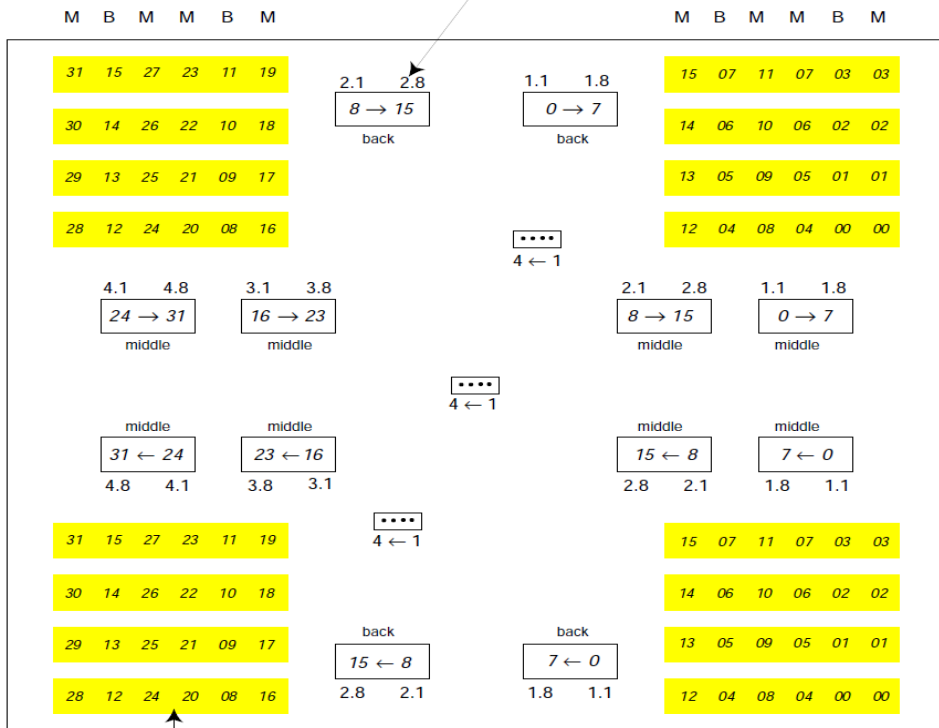 M B M M B M M B M M B M
31 15 27 23 11 19 2.1 2.8 1.1 1.8 15 07 11 07 03 03
8 → 15 0 → 7
30 14 26 22 10 18 back back 14 06 10 06 02 02
29 13 25 21 09 17 13 05 09 05 01 01
28 12 24 20 08 16 12 04 08 04 00 00
4 ← 1
4.1 4.8 3.1 3.8 2.1 2.8 1.1 1.8
24 → 31 16 → 23 8 → 15 0 → 7
middle middle middle middle
4 ← 1
middle middle middle middle
31 ← 24 23 ← 16 15 ← 8 7 ← 0
4.8 4.1 3.8 3.1 2.8 2.1 1.8 1.1
31 15 27 23 11 19 4 ← 1 15 07 11 07 03 03
30 14 26 22 10 18 14 06 10 06 02 02
back back
29 13 25 21 09 17 15 ← 8 7 ← 0 13 05 09 05 01 01
28 12 24 20 08 16 2.8 2.1 1.8 1.1 12 04 08 04 00 00